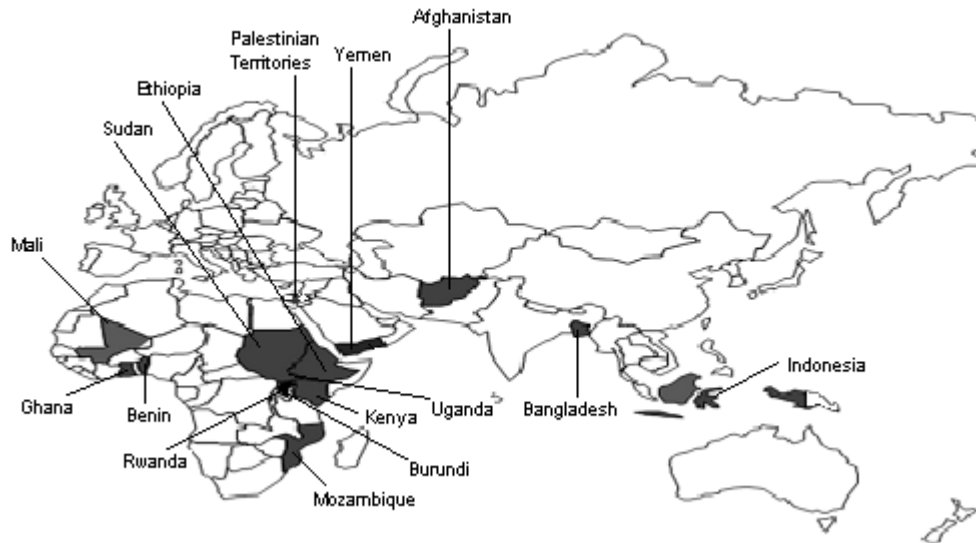 Afghanistan
Palestinian
Territories
Yemen
Ethiopia
Sudan
Mali
Ghana
Benin
Rwanda
Kenya
Uganda
Burundi
Mozambique
Bangladesh
Indonesia